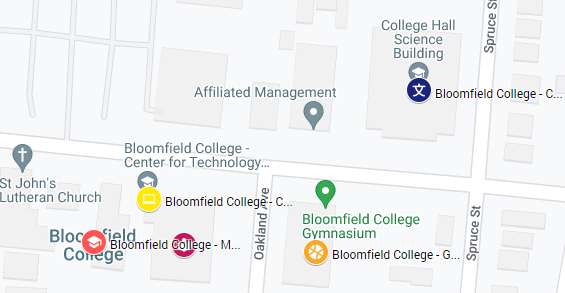 College Hall
Science
Building
Spruce St
Bloomfield College - C...
Affiliated Management
Bloomfield College -
Center for Technology...
St John's
Lutheran Church
Bloomfield College - C...
Oakland Ave
Bloomfield College
Gymnasium
Spruce St
Bloomfield
College
Bloomfield College - M...
Bloomfield College - G...